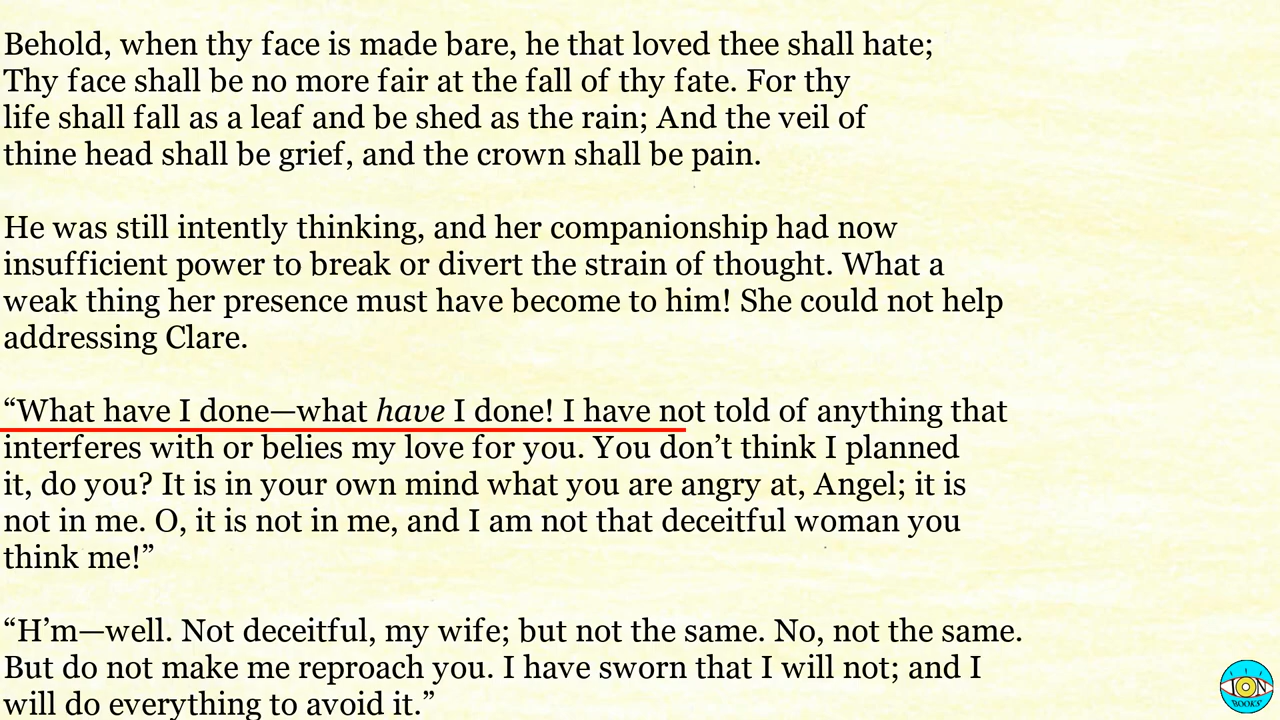 Behold, when thy face is made bare, he that loved thee shall hate;
Thy face shall be no more fair at the fall of thy fate. For thy
life shall fall as a leaf and be shed as the rain; And the veil of
thine head shall be grief, and the crown shall be pain.
He was still intently thinking, and her companionship had now
insufficient power to break or divert the strain of thought. What a
weak thing her presence must have become to him! She could not help
addressing Clare.
“What have I done—what have I done! I have not told of anything that
interferes with or belies my love for you. You don’t think I planned
it, do you? It is in your own mind what you are angry at, Angel; it is
not in me. O, it is not in me, and I am not that deceitful woman you
think me!”
“H’m—well. Not deceitful, my wife; but not the same. No, not the same.
But do not make me reproach you. I have sworn that I will not; and I
will do everything to avoid it.”
ION
BOOKS